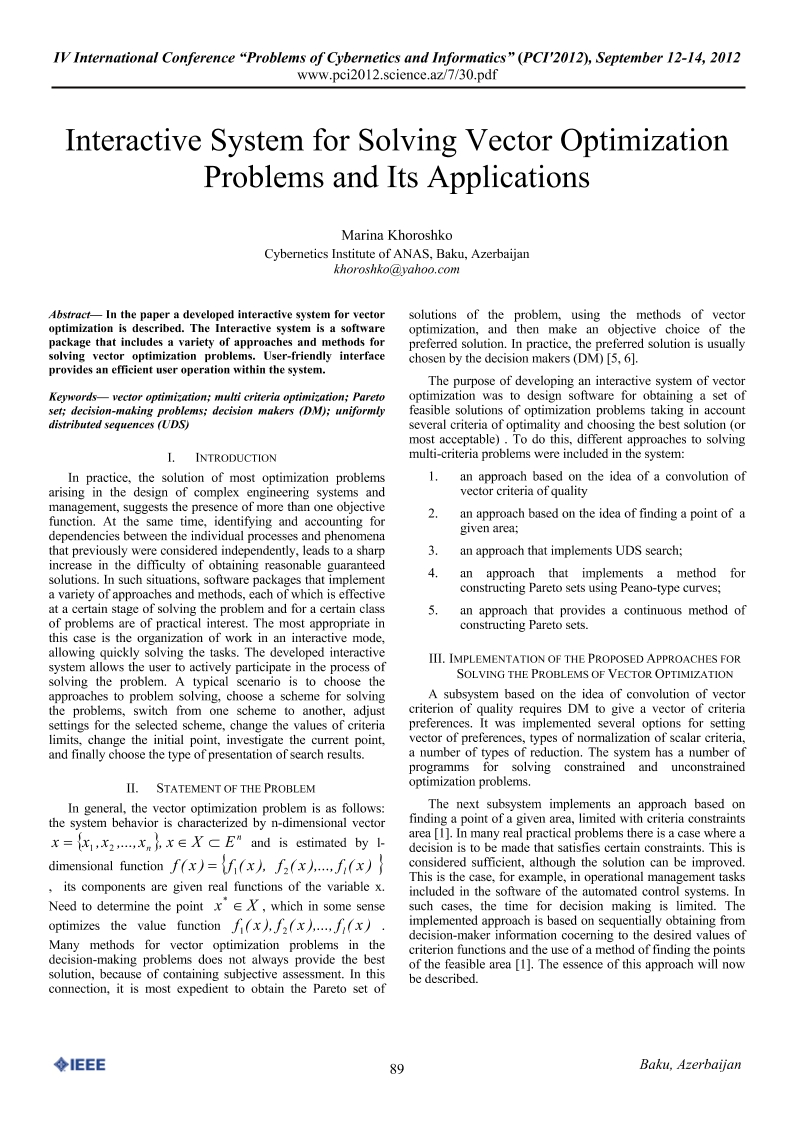 IV International Conference “Problems of Cybernetics and Informatics” (PCI'2012), September 12-14, 2012
www.pci2012.science.az/7/30.pdf
Interactive System for Solving Vector Optimization
Problems and Its Applications
Marina Khoroshko
Cybernetics Institute of ANAS, Baku, Azerbaijan
khoroshko@yahoo.com
Abstract— In the paper a developed interactive system for vector
optimization is described. The Interactive system is a software
package that includes a variety of approaches and methods for
solving vector optimization problems. User-friendly interface
provides an efficient user operation within the system.
Keywords— vector optimization; multi criteria optimization; Pareto
set; decision-making problems; decision makers (DM); uniformly
distributed sequences (UDS)
I. INTRODUCTION
In practice, the solution of most optimization problems
arising in the design of complex engineering systems and
management, suggests the presence of more than one objective
function. At the same time, identifying and accounting for
dependencies between the individual processes and phenomena
that previously were considered independently, leads to a sharp
increase in the difficulty of obtaining reasonable guaranteed
solutions. In such situations, software packages that implement
a variety of approaches and methods, each of which is effective
at a certain stage of solving the problem and for a certain class
of problems are of practical interest. The most appropriate in
this case is the organization of work in an interactive mode,
allowing quickly solving the tasks. The developed interactive
system allows the user to actively participate in the process of
solving the problem. A typical scenario is to choose the
approaches to problem solving, choose a scheme for solving
the problems, switch from one scheme to another, adjust
settings for the selected scheme, change the values of criteria
limits, change the initial point, investigate the current point,
and finally choose the type of presentation of search results.
II. STATEMENT OF THE PROBLEM
In general, the vector optimization problem is as follows:
the system behavior is characterized by n-dimensional vector
x = {x₁, x₂,..., xₙ}, x ∈ X ⊂ Eⁿ and is estimated by l-
dimensional function f(x) = {f₁(x), f₂(x),..., fₗ(x) }
, its components are given real functions of the variable x.
Need to determine the point x* ∈ X , which in some sense
optimizes the value function f₁(x), f₂(x),..., fₗ(x) .
Many methods for vector optimization problems in the
decision-making problems does not always provide the best
solution, because of containing subjective assessment. In this
connection, it is most expedient to obtain the Pareto set of
solutions of the problem, using the methods of vector
optimization, and then make an objective choice of the
preferred solution. In practice, the preferred solution is usually
chosen by the decision makers (DM) [5, 6].
The purpose of developing an interactive system of vector
optimization was to design software for obtaining a set of
feasible solutions of optimization problems taking in account
several criteria of optimality and choosing the best solution (or
most acceptable) . To do this, different approaches to solving
multi-criteria problems were included in the system:
1. an approach based on the idea of a convolution of
vector criteria of quality
2. an approach based on the idea of finding a point of a
given area;
3. an approach that implements UDS search;
4. an approach that implements a method for
constructing Pareto sets using Peano-type curves;
5. an approach that provides a continuous method of
constructing Pareto sets.
III. IMPLEMENTATION OF THE PROPOSED APPROACHES FOR
SOLVING THE PROBLEMS OF VECTOR OPTIMIZATION
A subsystem based on the idea of convolution of vector
criterion of quality requires DM to give a vector of criteria
preferences. It was implemented several options for setting
vector of preferences, types of normalization of scalar criteria,
a number of types of reduction. The system has a number of
programms for solving constrained and unconstrained
optimization problems.
The next subsystem implements an approach based on
finding a point of a given area, limited with criteria constraints
area [1]. In many real practical problems there is a case where a
decision is to be made that satisfies certain constraints. This is
considered sufficient, although the solution can be improved.
This is the case, for example, in operational management tasks
included in the software of the automated control systems. In
such cases, the time for decision making is limited. The
implemented approach is based on sequentially obtaining from
decision-maker information cocerning to the desired values of
criterion functions and the use of a method of finding the points
of the feasible area [1]. The essence of this approach will now
be described.
IEEE
89
Baku, Azerbaijan